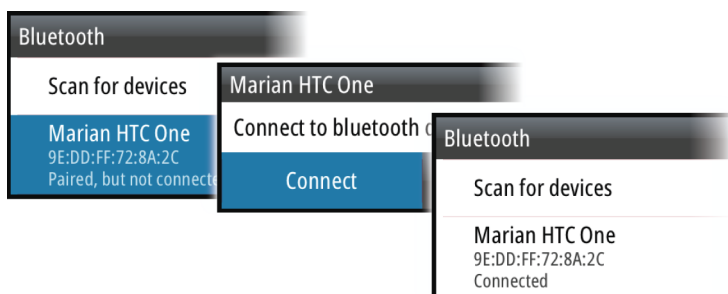 Bluetooth
Scan for devices
Marian HTC One
9E:DD:FF:72:8A:2C
Paired, but not connecte
Marian HTC One
Connect to bluetooth
Connect
Bluetooth
Scan for devices
Marian HTC One
9E:DD:FF:72:8A:2C
Connected